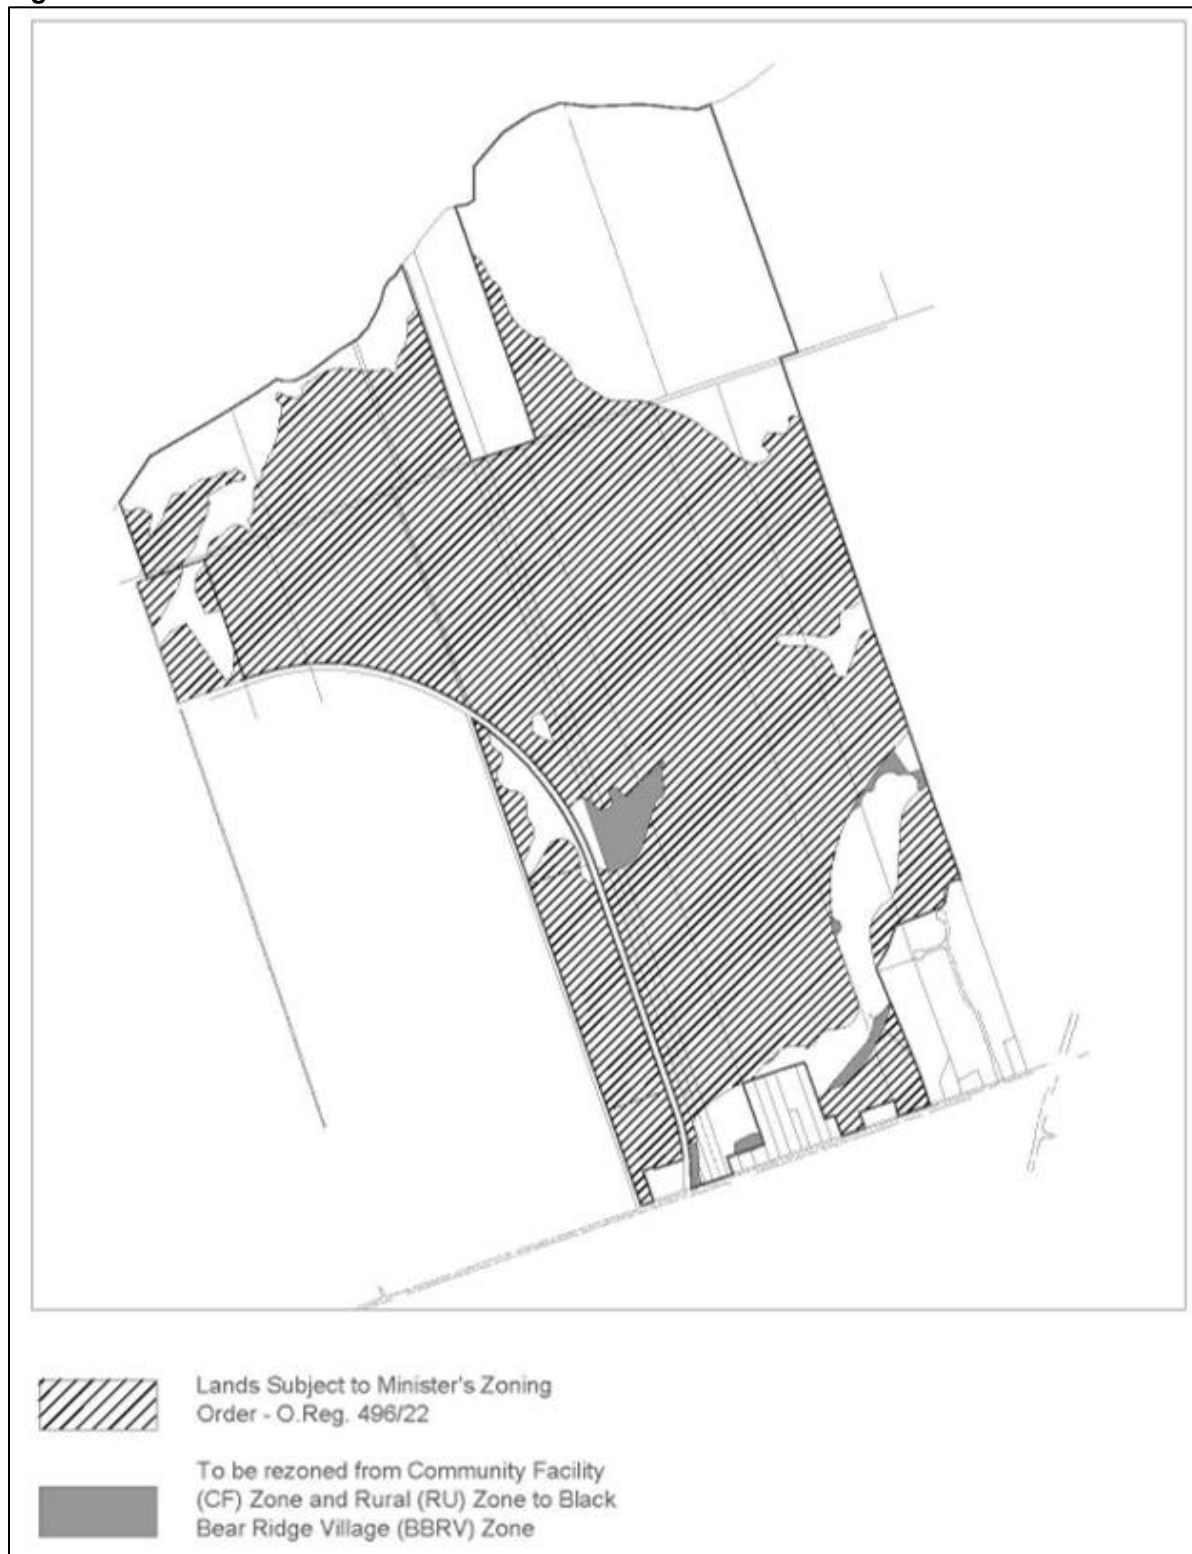 Lands Subject to Minister's Zoning
Order - O.Reg. 496/22
To be rezoned from Community Facility
(CF) Zone and Rural (RU) Zone to Black
Bear Ridge Village (BBRV) Zone